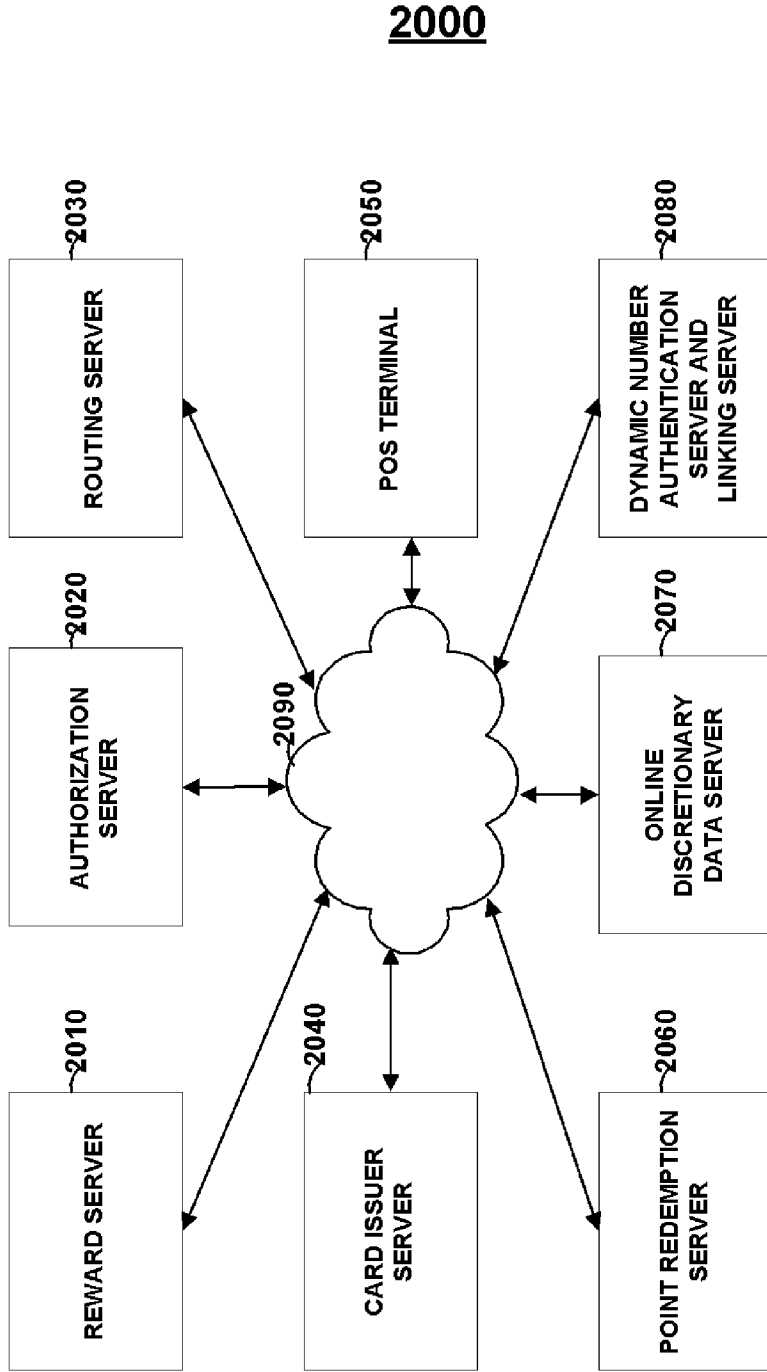 2000
2010
REWARD SERVER
2020
AUTHORIZATION
SERVER
2030
ROUTING SERVER
2040
CARD ISSUER
SERVER
2090
2050
POS TERMINAL
2060
POINT REDEMPTION
SERVER
2070
ONLINE
DISCRETIONARY
DATA SERVER
2080
DYNAMIC NUMBER
AUTHENTICATION
SERVER AND
LINKING SERVER